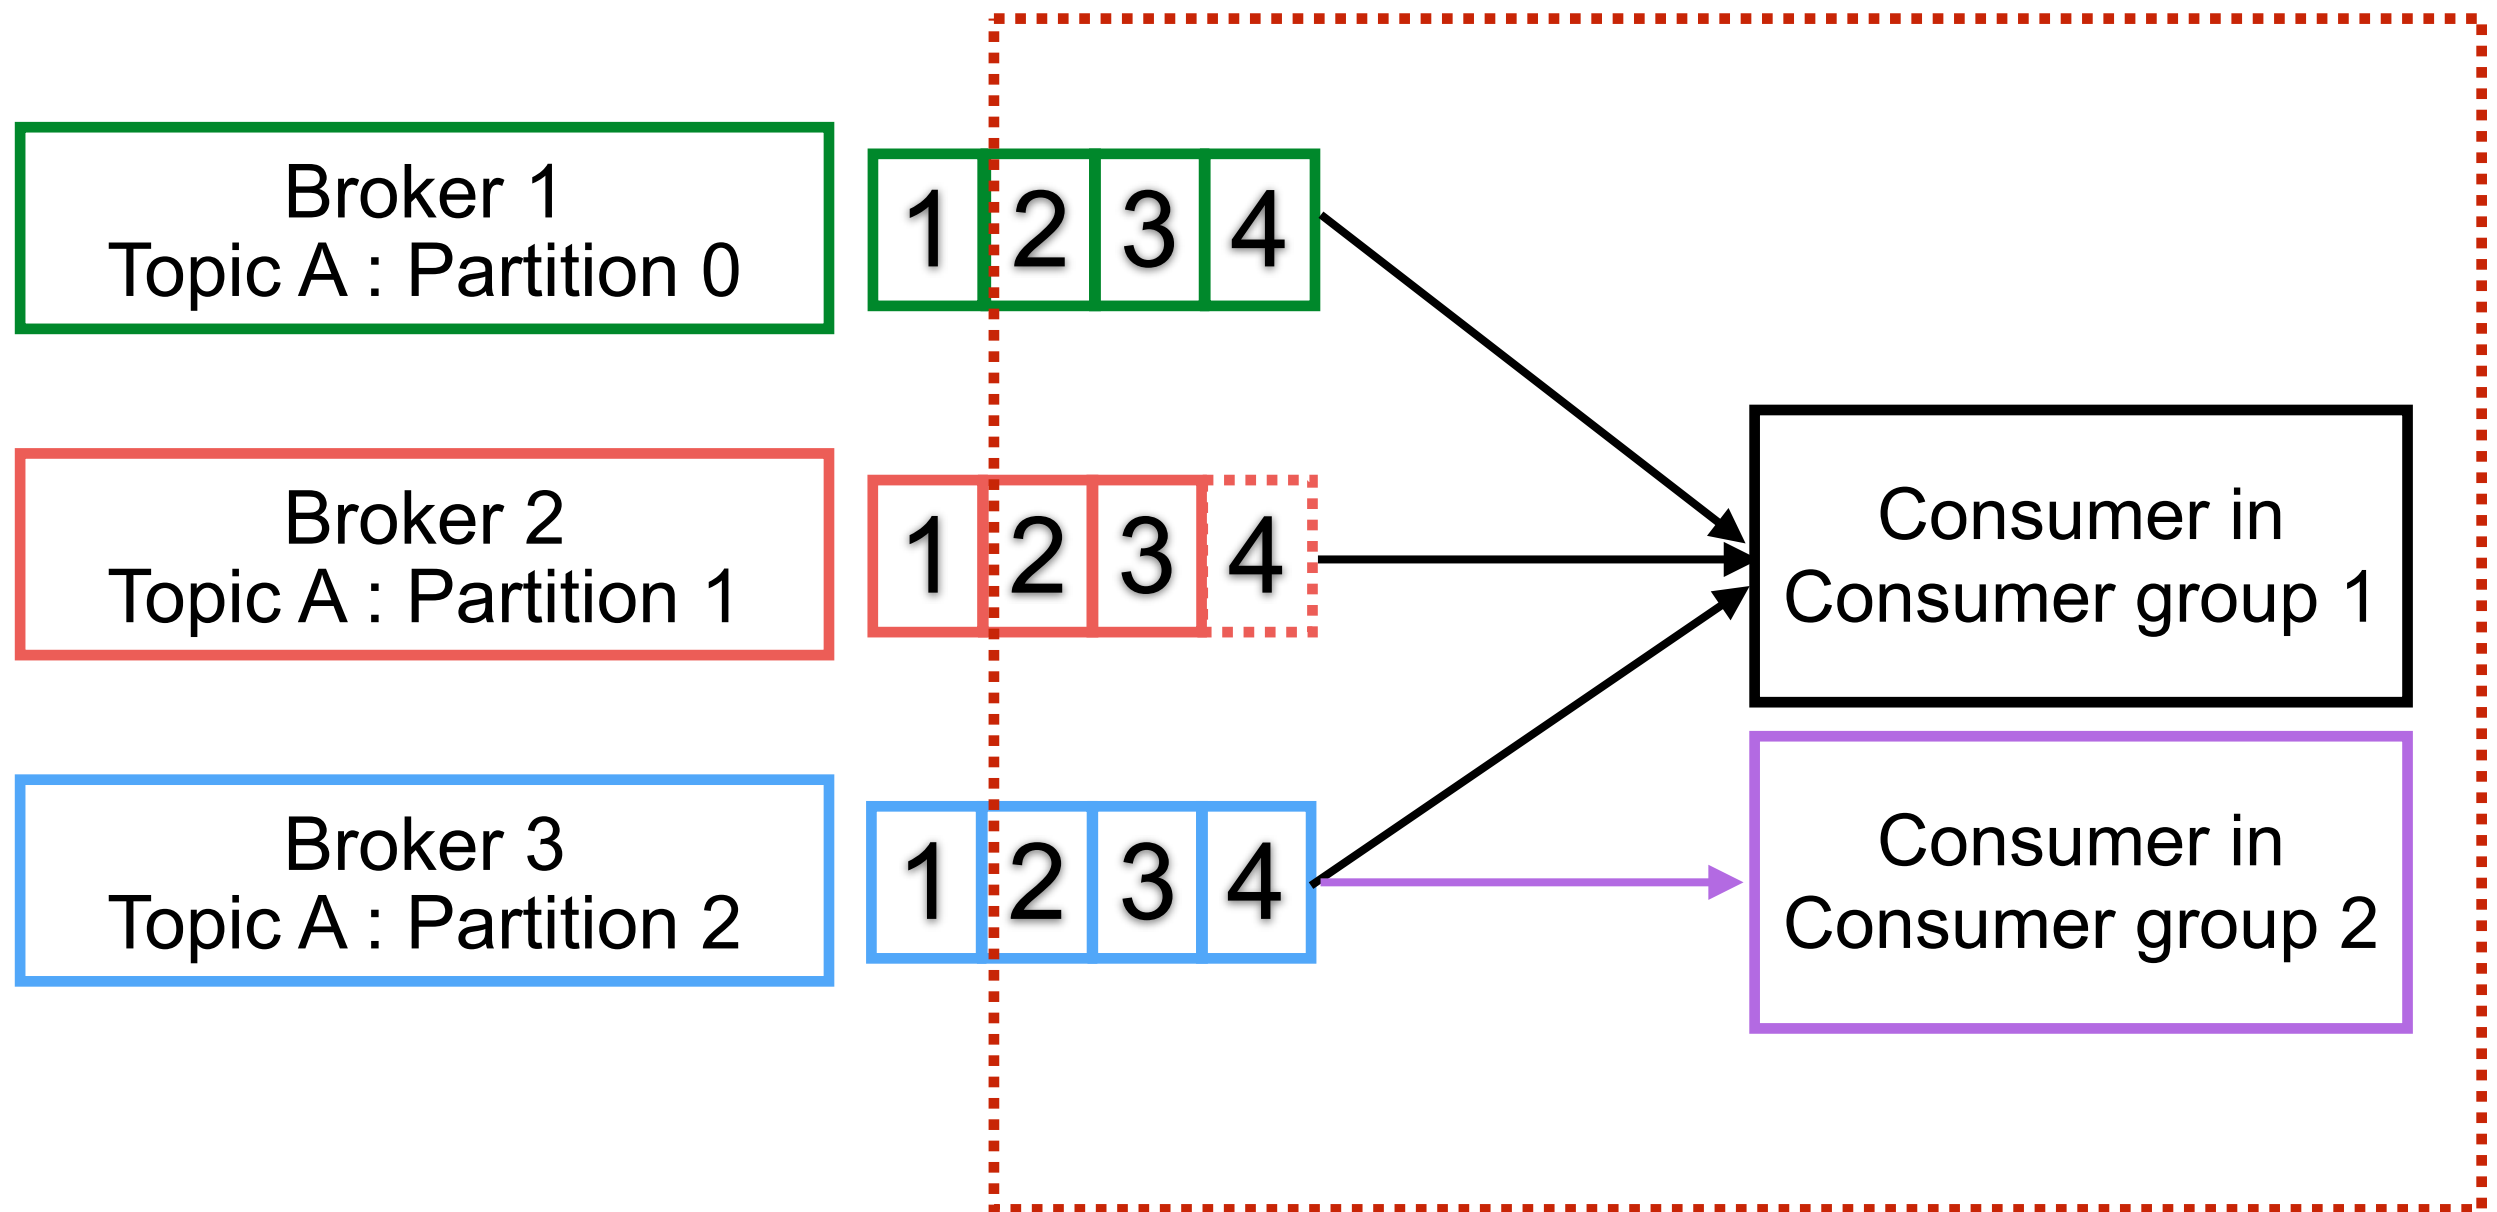 Broker 1
Topic A : Partition 0
1 2 3 4
Broker 2
Topic A : Partition 1
1 2 3 4
Consumer in
Consumer group 1
Broker 3
Topic A : Partition 2
1 2 3 4
Consumer in
Consumer group 2